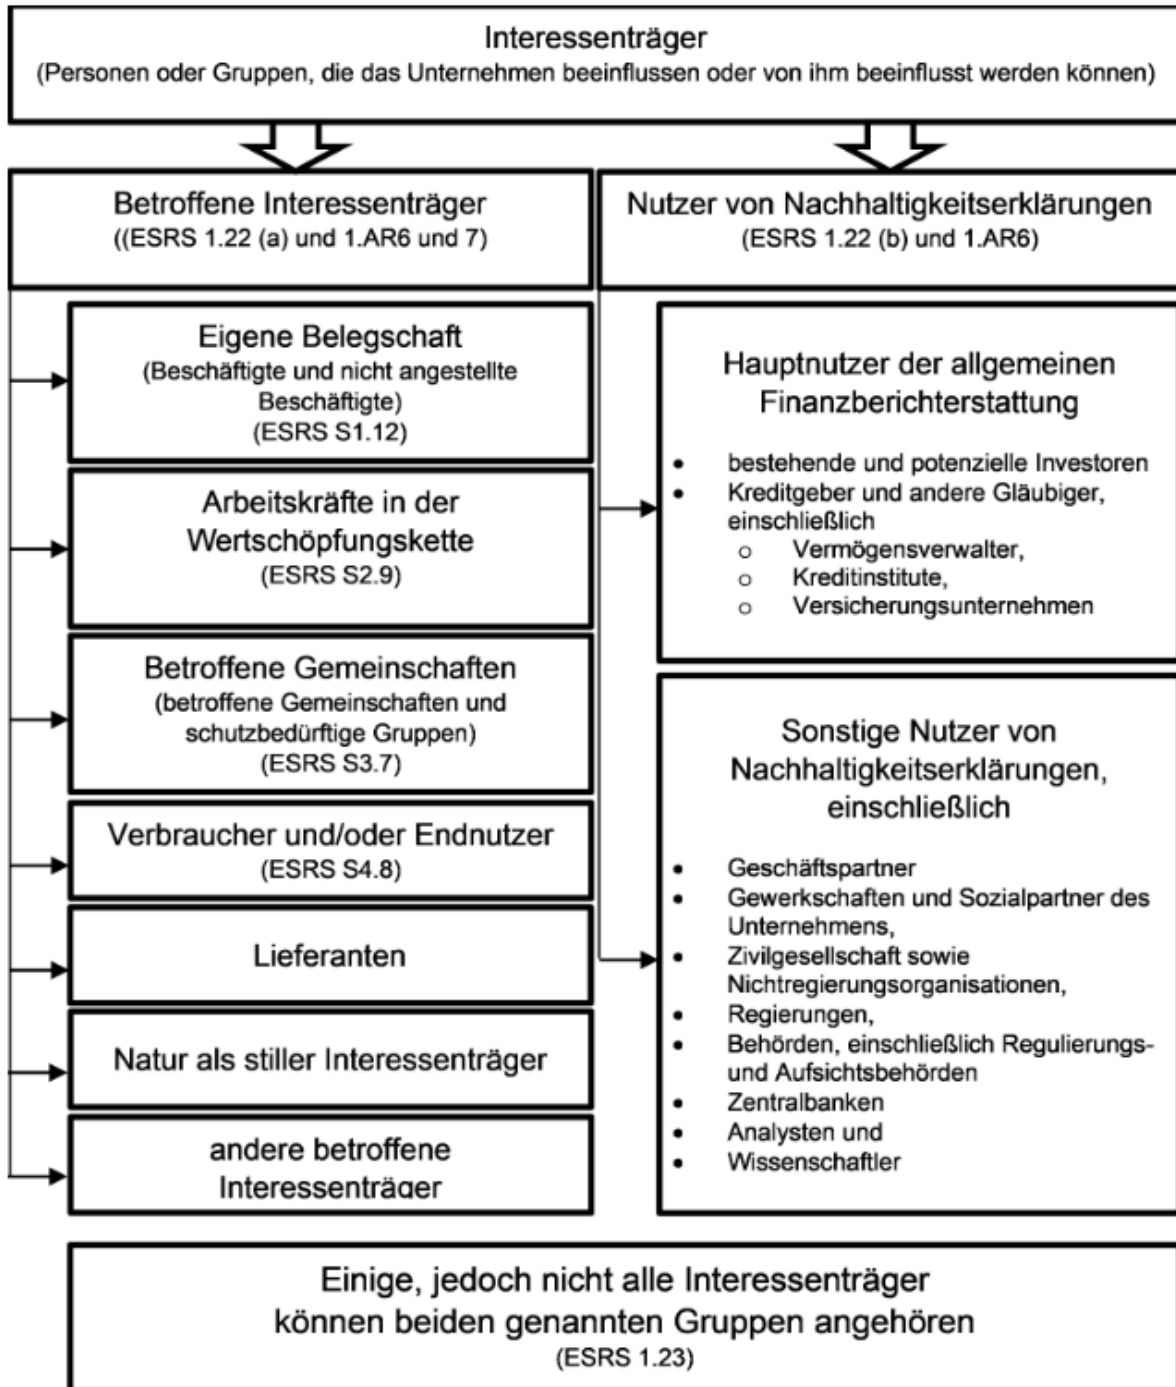 Interessenträger
(Personen oder Gruppen, die das Unternehmen beeinflussen oder von ihm beeinflusst werden können)
Betroffene Interessenträger
((ESRS 1.22 (a) und 1.AR6 und 7)
Eigene Belegschaft
(Beschäftigte und nicht angestellte
Beschäftigte)
(ESRS S1.12)
Arbeitskräfte in der
Wertschöpfungskette
(ESRS S2.9)
Betroffene Gemeinschaften
(betroffene Gemeinschaften und
schutzbedürftige Gruppen)
(ESRS S3.7)
Verbraucher und/oder Endnutzer
(ESRS S4.8)
Lieferanten
Natur als stiller Interessenträger
andere betroffene
Interessenträger
Nutzer von Nachhaltigkeitserklärungen
(ESRS 1.22 (b) und 1.AR6)
Hauptnutzer der allgemeinen
Finanzberichterstattung
• bestehende und potenzielle Investoren
• Kreditgeber und andere Gläubiger,
einschließlich
o Vermögensverwalter,
o Kreditinstitute,
o Versicherungsunternehmen
Sonstige Nutzer von
Nachhaltigkeitserklärungen,
einschließlich
• Geschäftspartner
• Gewerkschaften und Sozialpartner des
Unternehmens,
• Zivilgesellschaft sowie
Nichtregierungsorganisationen,
• Regierungen,
• Behörden, einschließlich Regulierungs-
und Aufsichtsbehörden
• Zentralbanken
• Analysten und
• Wissenschaftler
Einige, jedoch nicht alle Interessenträger
können beiden genannten Gruppen angehören
(ESRS 1.23)